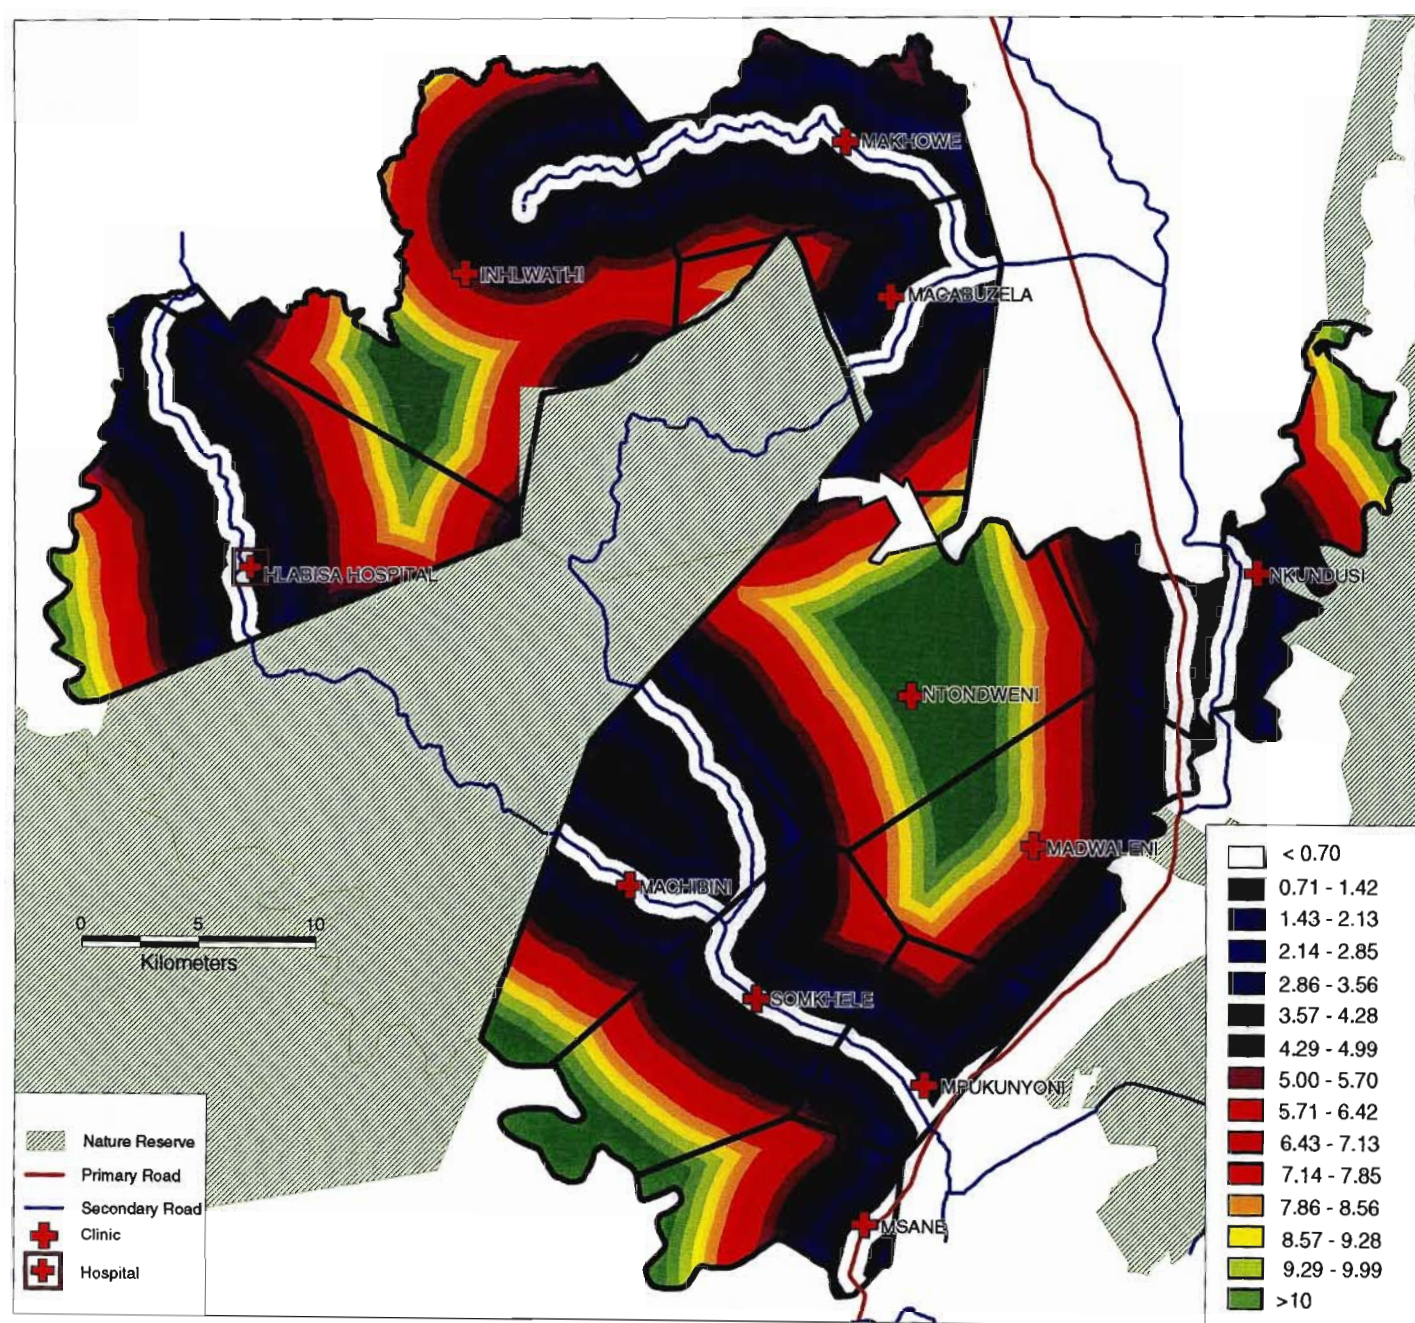 MAKHOWE
INHLWATHI
MACABUZELA
HLABISA HOSPITAL
NKUNDUSI
NTONDWENI
MADWALENI
MACHIBINI
SOMKHELE
MPUKUNYONI
MSANE
0 5 10
Kilometers
Nature Reserve
Primary Road
Secondary Road
Clinic
Hospital
< 0.70
0.71 - 1.42
1.43 - 2.13
2.14 - 2.85
2.86 - 3.56
3.57 - 4.28
4.29 - 4.99
5.00 - 5.70
5.71 - 6.42
6.43 - 7.13
7.14 - 7.85
7.86 - 8.56
8.57 - 9.28
9.29 - 9.99
>10